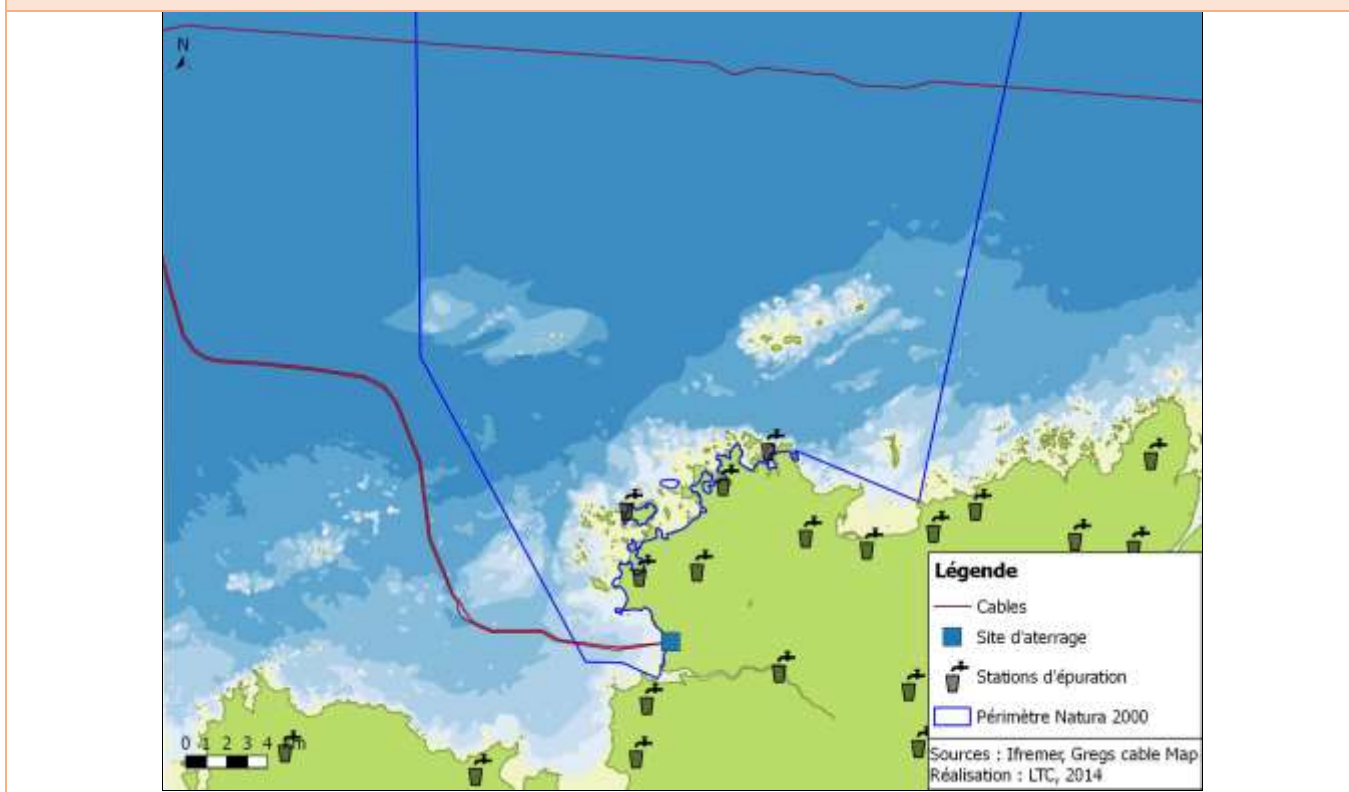 N
Légende
Cables
Site d'aterrage
Stations d'épuration
Périmètre Natura 2000
Sources : Ifremer, Gregs cable Map
Réalisation : LTC, 2014
0 1 2 3 4